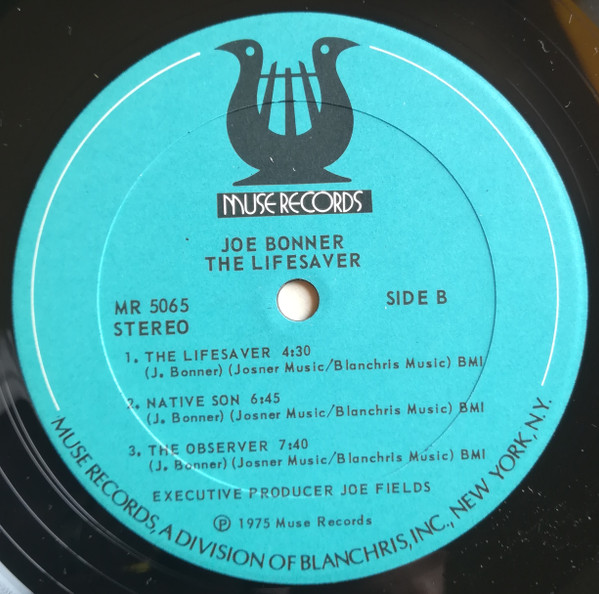 MUSE RECORDS
JOE BONNER
THE LIFESAVER
MR 5065
STEREO
SIDE B
1. THE LIFESAVER 4:30
(J. Bonner) (Josner Music/Blanchris Music) BMI
2. NATIVE SON 6:45
(J. Bonner) (Josner Music/Blanchris Music) BMI
3. THE OBSERVER 7:40
(J. Bonner) (Josner Music/Blanchris Music) BMI
EXECUTIVE PRODUCER JOE FIELDS
℗ 1975 Muse Records
MUSE RECORDS, A DIVISION OF BLANCHRIS, INC., NEW YORK, N.Y.